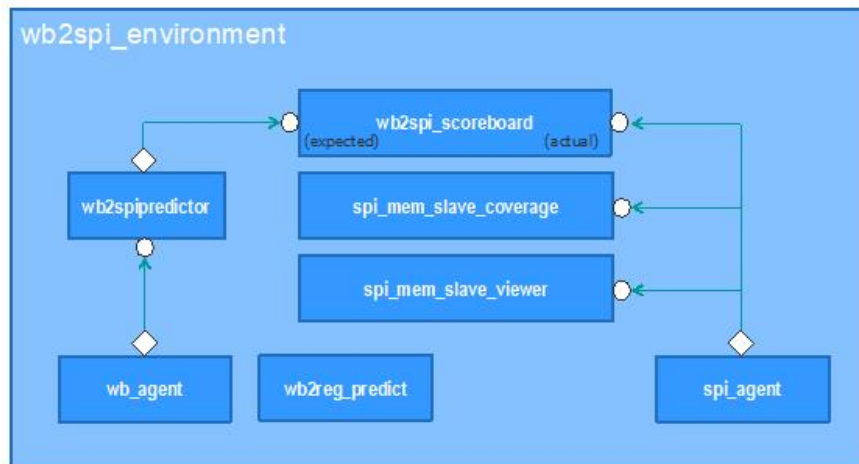 wb2spi_environment
wb2spi_scoreboard
(expected)
(actual)
wb2spipredictor
spi_mem_slave_coverage
spi_mem_slave_viewer
wb_agent
wb2reg_predict
spi_agent